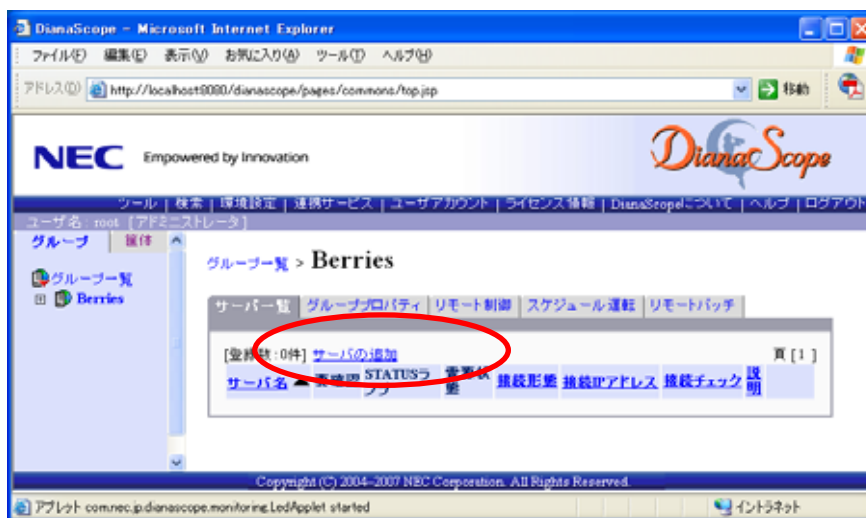 DianaScope - Microsoft Internet Explorer
ファイル(F) 編集(E) 表示(V) お気に入り(A) ツール(T) ヘルプ(H)
アドレス(D) http://localhost:8080/dianascope/pages/commons/top.jsp 移動
NEC Empowered by Innovation
DianaScope
ツール | 検索 | 環境設定 | 連携サービス | ユーザアカウント | ライセンス情報 | DianaScopeについて | ヘルプ | ログアウト
ユーザ名 : root [アドミニストレータ]
グループ 筐体
グループ一覧
Berries
グループ一覧 > Berries
サーバ一覧 グループプロパティ リモート制御 スケジュール運転 リモートバッチ
[登録数:0件] サーバの追加 頁 [ 1 ]
サーバ名 ▲ 要確認 STATUSランプ 電源状態 接続形態 接続IPアドレス 接続チェック 説明
Copyright (C) 2004-2007 NEC Corporation. All Rights Reserved.
アプレット com.nec.jp.dianascope.monitoring.LedApplet started イントラネット